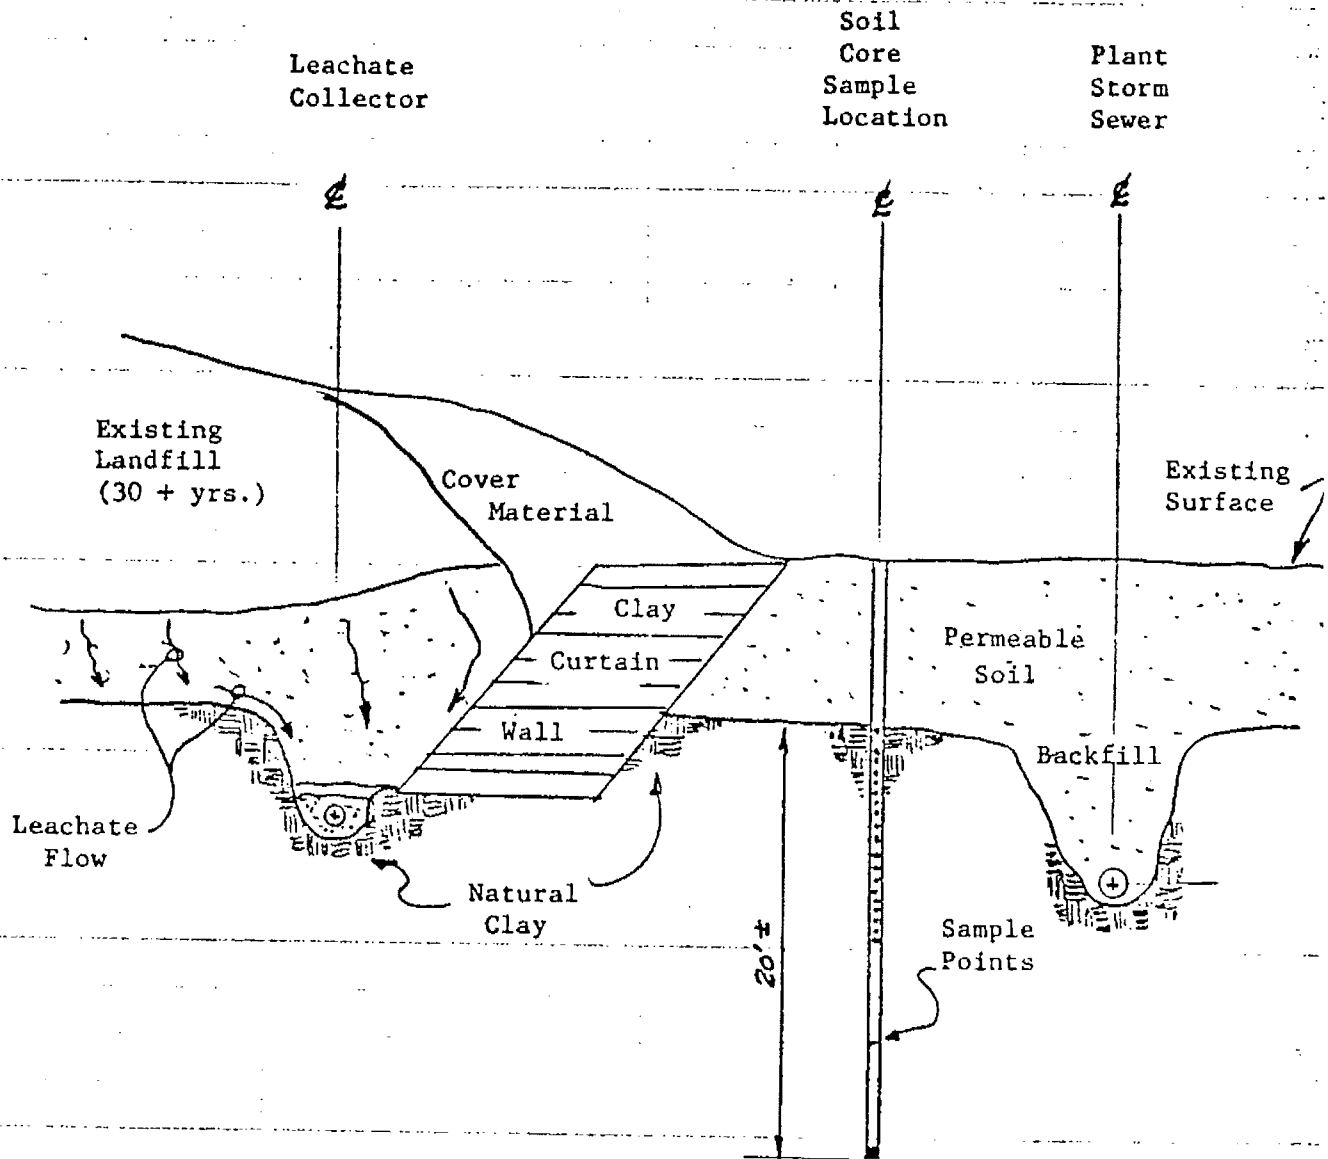 Leachate
Collector
Soil
Core
Sample
Location
Plant
Storm
Sewer
℄
℄
℄
Existing
Landfill
(30 + yrs.)
Cover
Material
Existing
Surface
Clay
Curtain
Wall
Permeable
Soil
Backfill
Leachate
Flow
Natural
Clay
20' ±
Sample
Points